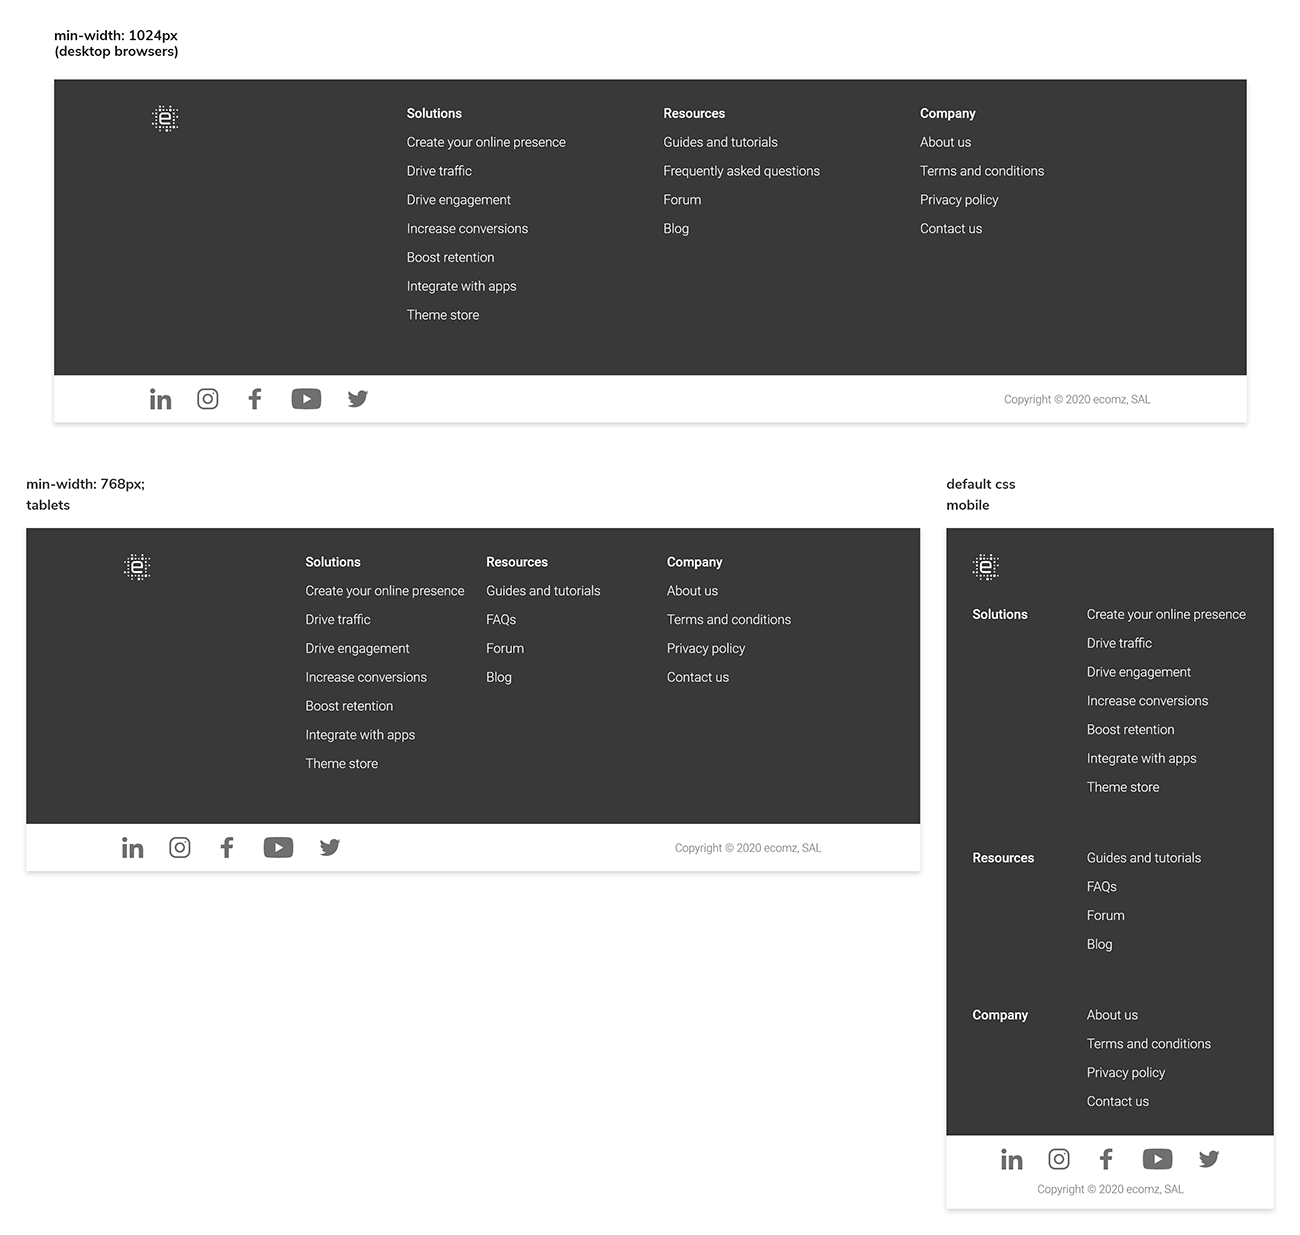 min-width: 1024px
(desktop browsers)
e
Solutions
Create your online presence
Drive traffic
Drive engagement
Increase conversions
Boost retention
Integrate with apps
Theme store
Resources
Guides and tutorials
Frequently asked questions
Forum
Blog
Company
About us
Terms and conditions
Privacy policy
Contact us
in
Copyright © 2020 ecomz, SAL
min-width: 768px;
tablets
e
Solutions
Create your online presence
Drive traffic
Drive engagement
Increase conversions
Boost retention
Integrate with apps
Theme store
Resources
Guides and tutorials
FAQs
Forum
Blog
Company
About us
Terms and conditions
Privacy policy
Contact us
in
Copyright © 2020 ecomz, SAL
default css
mobile
e
Solutions
Create your online presence
Drive traffic
Drive engagement
Increase conversions
Boost retention
Integrate with apps
Theme store
Resources
Guides and tutorials
FAQs
Forum
Blog
Company
About us
Terms and conditions
Privacy policy
Contact us
in
Copyright © 2020 ecomz, SAL